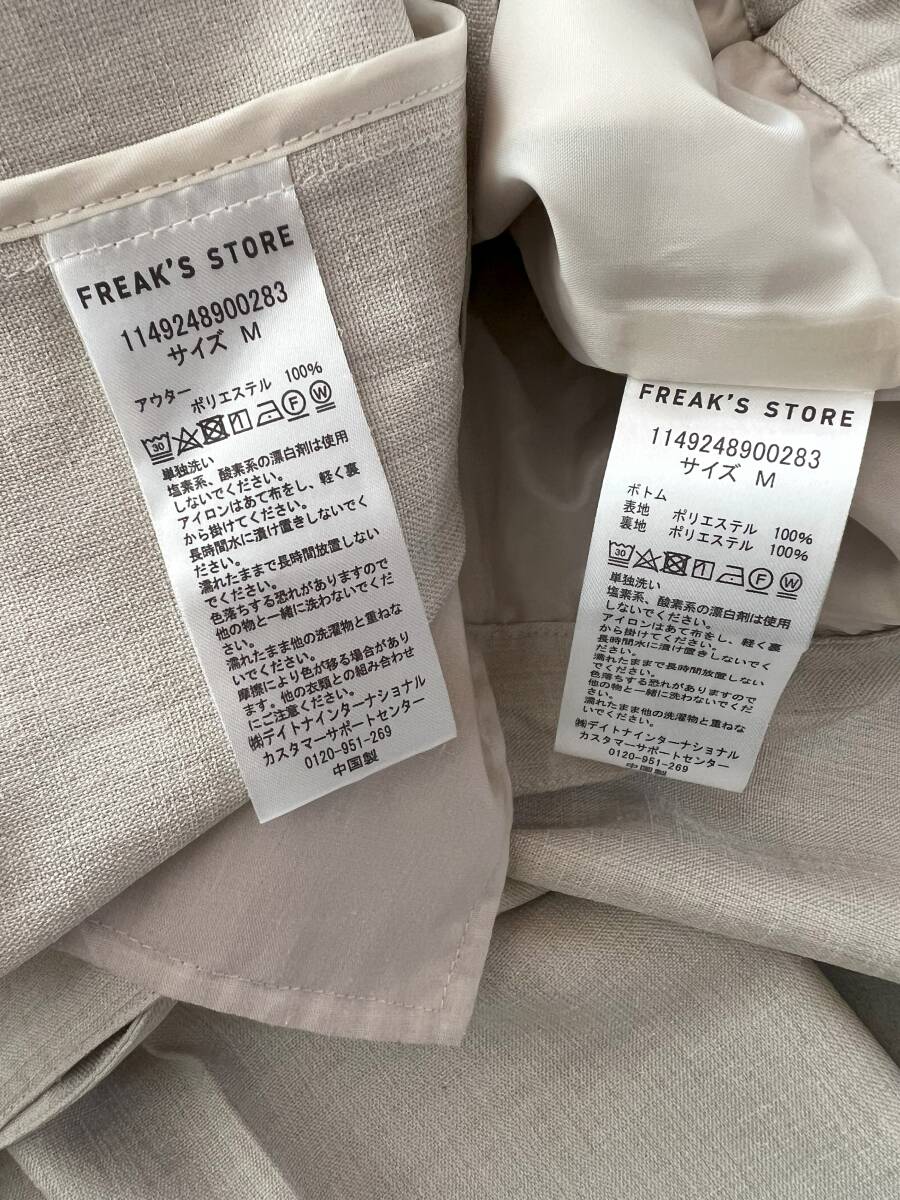 FREAK'S STORE
1149248900283
サイズ M
アウター ポリエステル 100%
30 W
単独洗い
塩素系、酸素系の漂白剤は使用
しないでください。
アイロンはあて布をし、軽く裏
から掛けてください。
長時間水に漬け置きしないでく
ださい。
濡れたままで長時間放置しない
でください。
色落ちする恐れがありますので
他の物と一緒に洗わないでくだ
さい。
濡れたまま他の洗濯物と重ねな
いでください。
摩擦により色が移る場合があり
ます。他の衣類との組み合わせ
にご注意ください。
㈱デイトナインターナショナル
カスタマーサポートセンター
0120-951-269
中国製
FREAK'S STORE
1149248900283
サイズ M
ボトム
表地 ポリエステル 100%
裏地 ポリエステル 100%
30 F W
単独洗い
塩素系、酸素系の漂白剤は使用
しないでください。
アイロンはあて布をし、軽く裏
から掛けてください。
長時間水に漬け置きしないでく
ださい。
濡れたままで長時間放置しない
でください。
色落ちする恐れがありますので
他の物と一緒に洗わないでくだ
さい。
濡れたまま他の洗濯物と重ねな
いでください。
㈱デイトナインターナショナル
カスタマーサポートセンター
0120-951-269
中国製